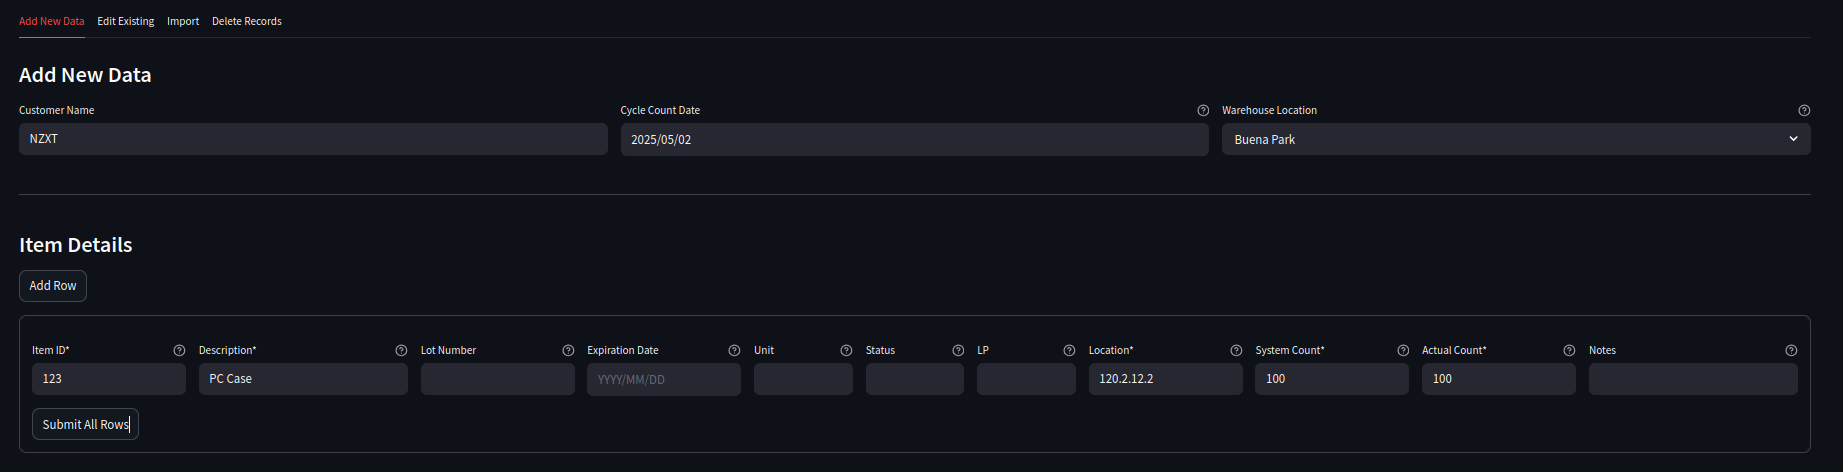 Add New Data Edit Existing Import Delete Records
Add New Data
Customer Name Cycle Count Date Warehouse Location
NZXT 2025/05/02 Buena Park
Item Details
Add Row
Item ID* Description* Lot Number Expiration Date Unit Status LP Location* System Count* Actual Count* Notes
123 PC Case YYYY/MM/DD 120.2.12.2 100 100
Submit All Rows